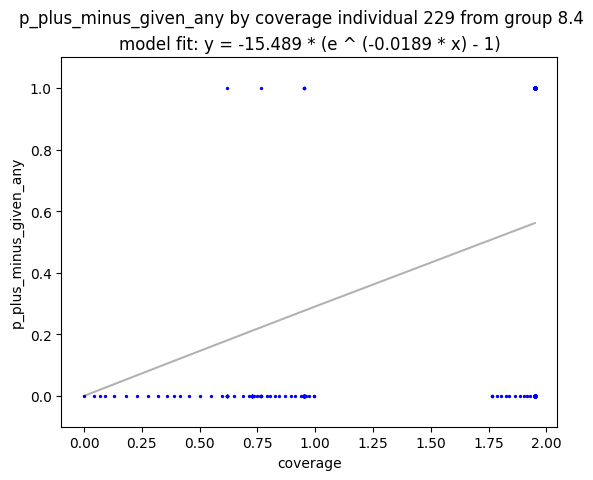 p_plus_minus_given_any by coverage individual 229 from group 8.4
model fit: y = -15.489 * (e ^ (-0.0189 * x) - 1)
1.0
0.8
0.6
0.4
0.2
0.0
p_plus_minus_given_any
0.00 0.25 0.50 0.75 1.00 1.25 1.50 1.75 2.00
coverage